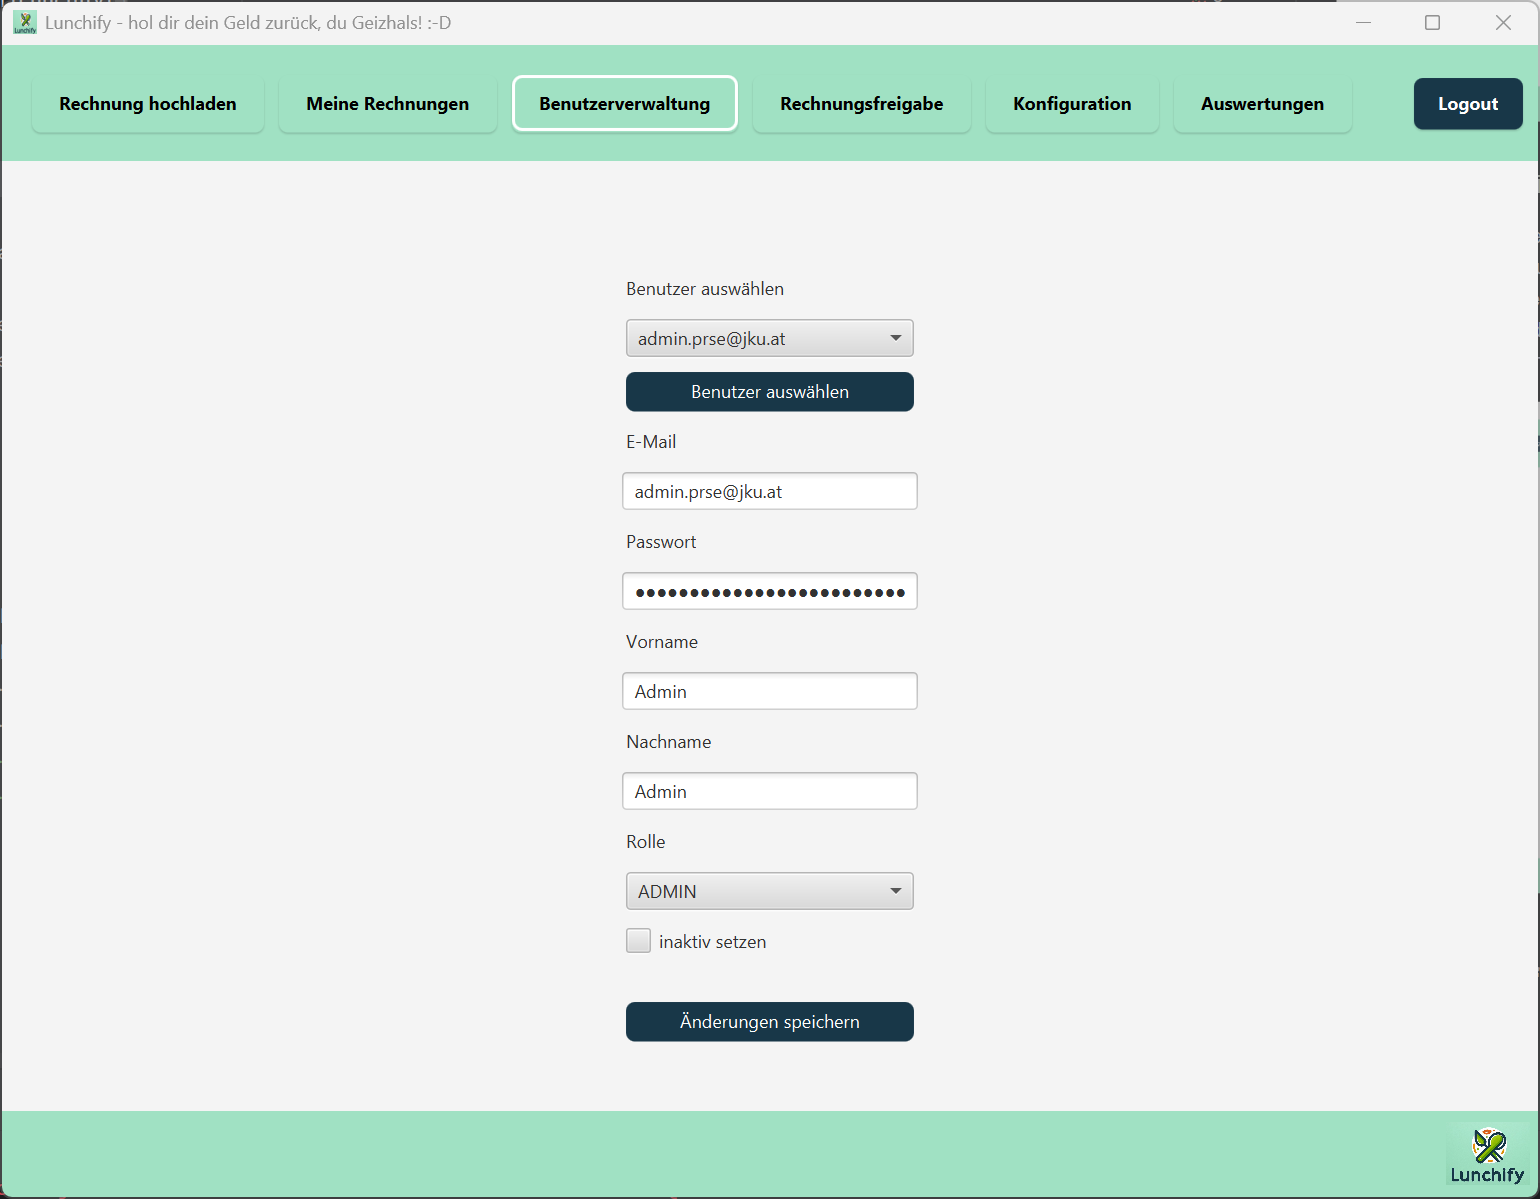 Lunchify - hol dir dein Geld zurück, du Geizhals! :-D
Rechnung hochladen
Meine Rechnungen
Benutzerverwaltung
Rechnungsfreigabe
Konfiguration
Auswertungen
Logout
Benutzer auswählen
admin.prse@jku.at
Benutzer auswählen
E-Mail
admin.prse@jku.at
Passwort
•••••••••••••••••••••••••
Vorname
Admin
Nachname
Admin
Rolle
ADMIN
inaktiv setzen
Änderungen speichern
Lunchify